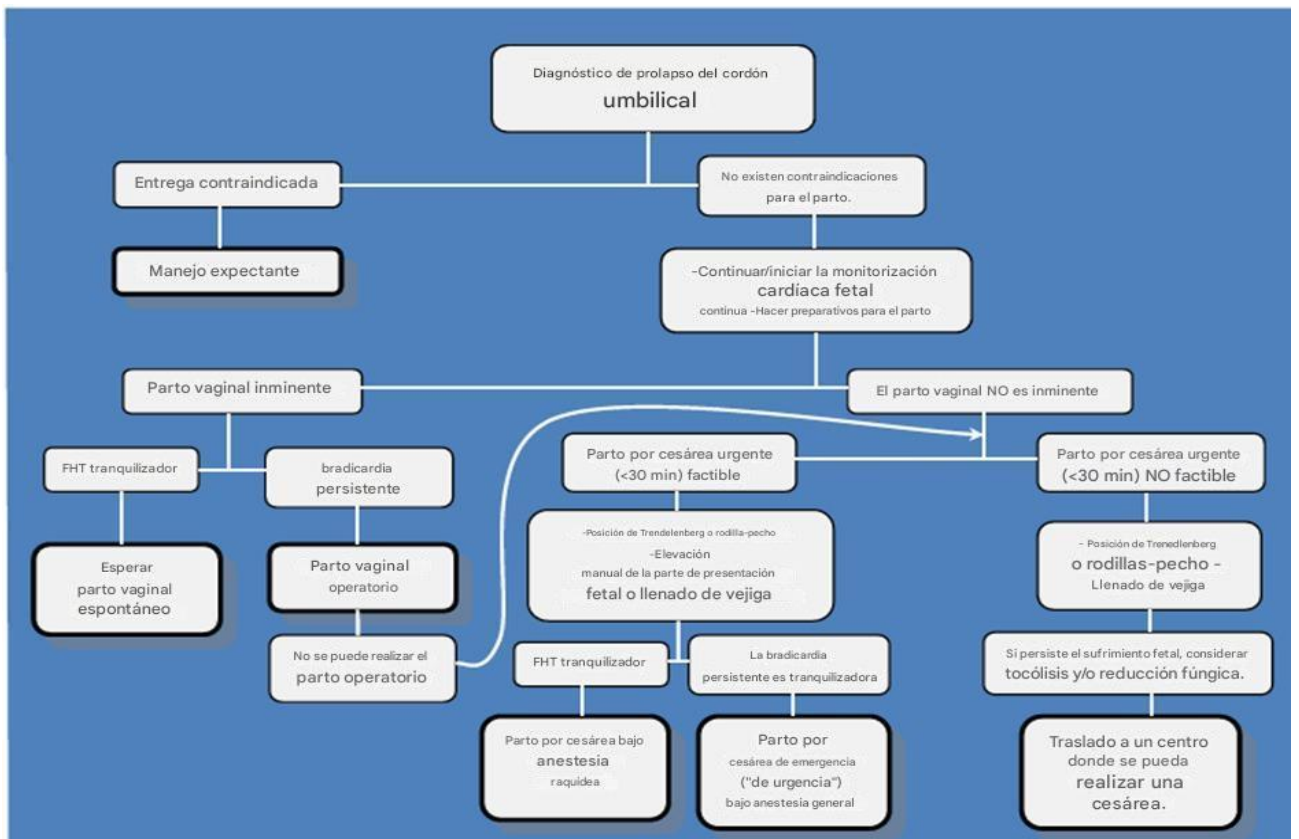 Diagnóstico de prolapso del cordón
umbilical
Entrega contraindicada
No existen contraindicaciones
para el parto.
Manejo expectante
-Continuar/iniciar la monitorización
cardíaca fetal
continua -Hacer preparativos para el parto
Parto vaginal inminente
El parto vaginal NO es inminente
FHT tranquilizador
bradicardia
persistente
Parto por cesárea urgente
(<30 min) factible
Parto por cesárea urgente
(<30 min) NO factible
Esperar
parto vaginal
espontáneo
Parto vaginal
operatorio
-Posición de Trendelenberg o rodilla-pecho
-Elevación
manual de la parte de presentación
fetal o llenado de vejiga
- Posición de Trenedlenberg
o rodillas-pecho -
Llenado de vejiga
No se puede realizar el
parto operatorio
FHT tranquilizador
La bradicardia
persistente es tranquilizadora
Si persiste el sufrimiento fetal, considerar
tocólisis y/o reducción fúngica.
Parto por cesárea bajo
anestesia
raquídea
Parto por
cesárea de emergencia
("de urgencia")
bajo anestesia general
Traslado a un centro
donde se pueda
realizar una
cesárea.